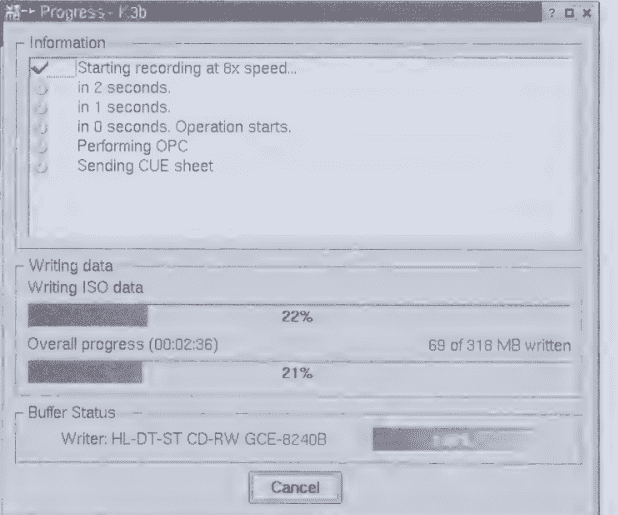 Progress - K3b
Information
Starting recording at 8x speed...
in 2 seconds.
in 1 seconds.
in 0 seconds. Operation starts.
Performing OPC
Sending CUE sheet
Writing data
Writing ISO data
22%
Overall progress (00:02:36) 69 of 318 MB written
21%
Buffer Status
Writer: HL-DT-ST CD-RW GCE-8240B
Cancel